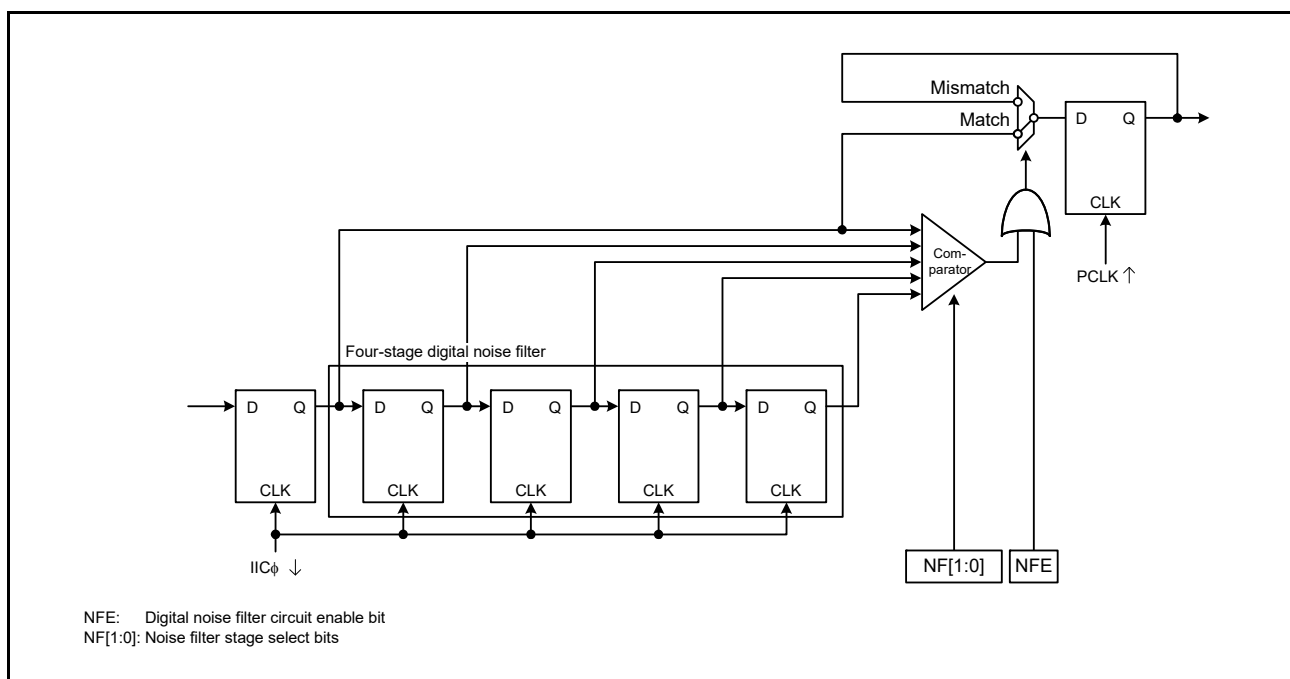 Mismatch
Match
D Q
CLK
PCLK ↑
Com-
parator
Four-stage digital noise filter
D Q D Q D Q D Q D Q
CLK CLK CLK CLK CLK
IICϕ ↓
NF[1:0] NFE
NFE: Digital noise filter circuit enable bit
NF[1:0]: Noise filter stage select bits